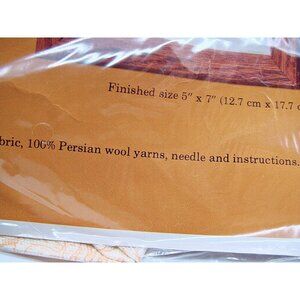 Finished size 5" x 7" (12.7 cm x 17.7 c
bric, 100% Persian wool yarns, needle and instructions.